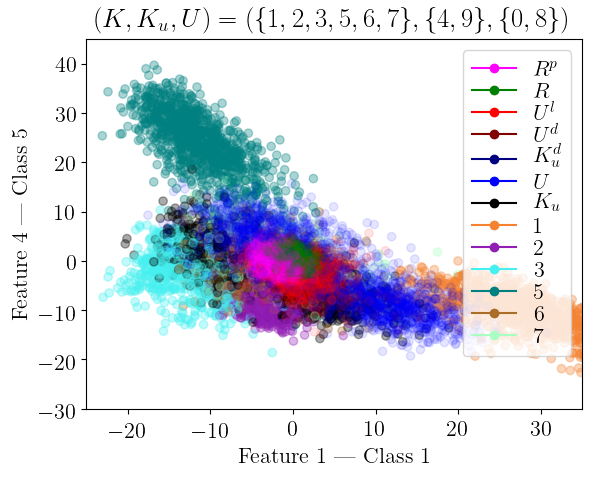 (K, K_u, U) = ({1, 2, 3, 5, 6, 7}, {4, 9}, {0, 8})
40
30
20
10
0
−10
−20
−30
−20
−10
0
10
20
30
Feature 4 — Class 5
Feature 1 — Class 1
R^p
R
U^l
U^d
K_u^d
U
K_u
1
2
3
5
6
7